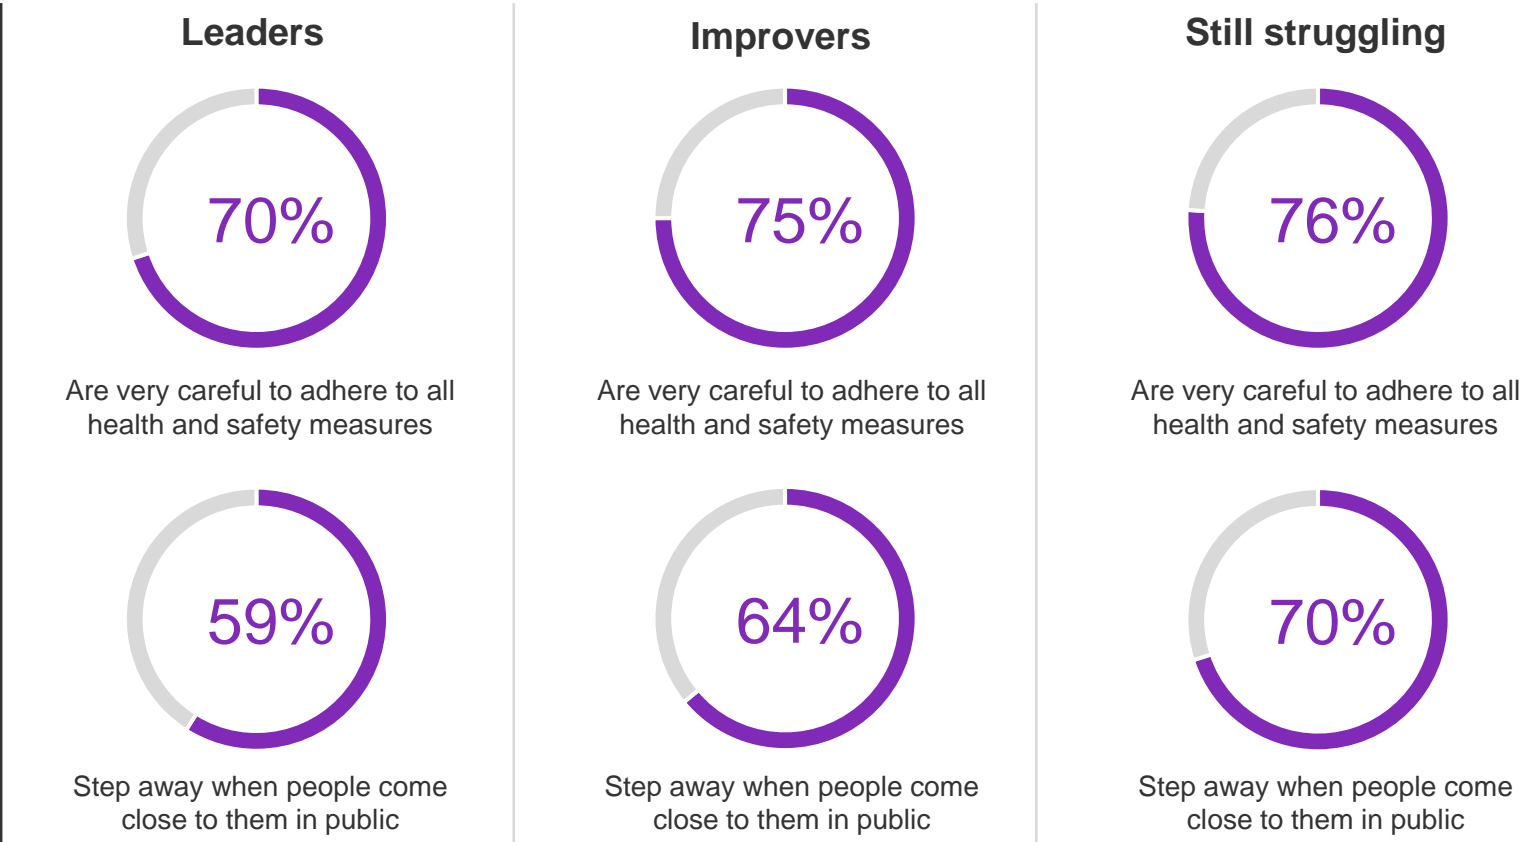 Leaders
70%
Are very careful to adhere to all
health and safety measures
59%
Step away when people come
close to them in public
Improvers
75%
Are very careful to adhere to all
health and safety measures
64%
Step away when people come
close to them in public
Still struggling
76%
Are very careful to adhere to all
health and safety measures
70%
Step away when people come
close to them in public